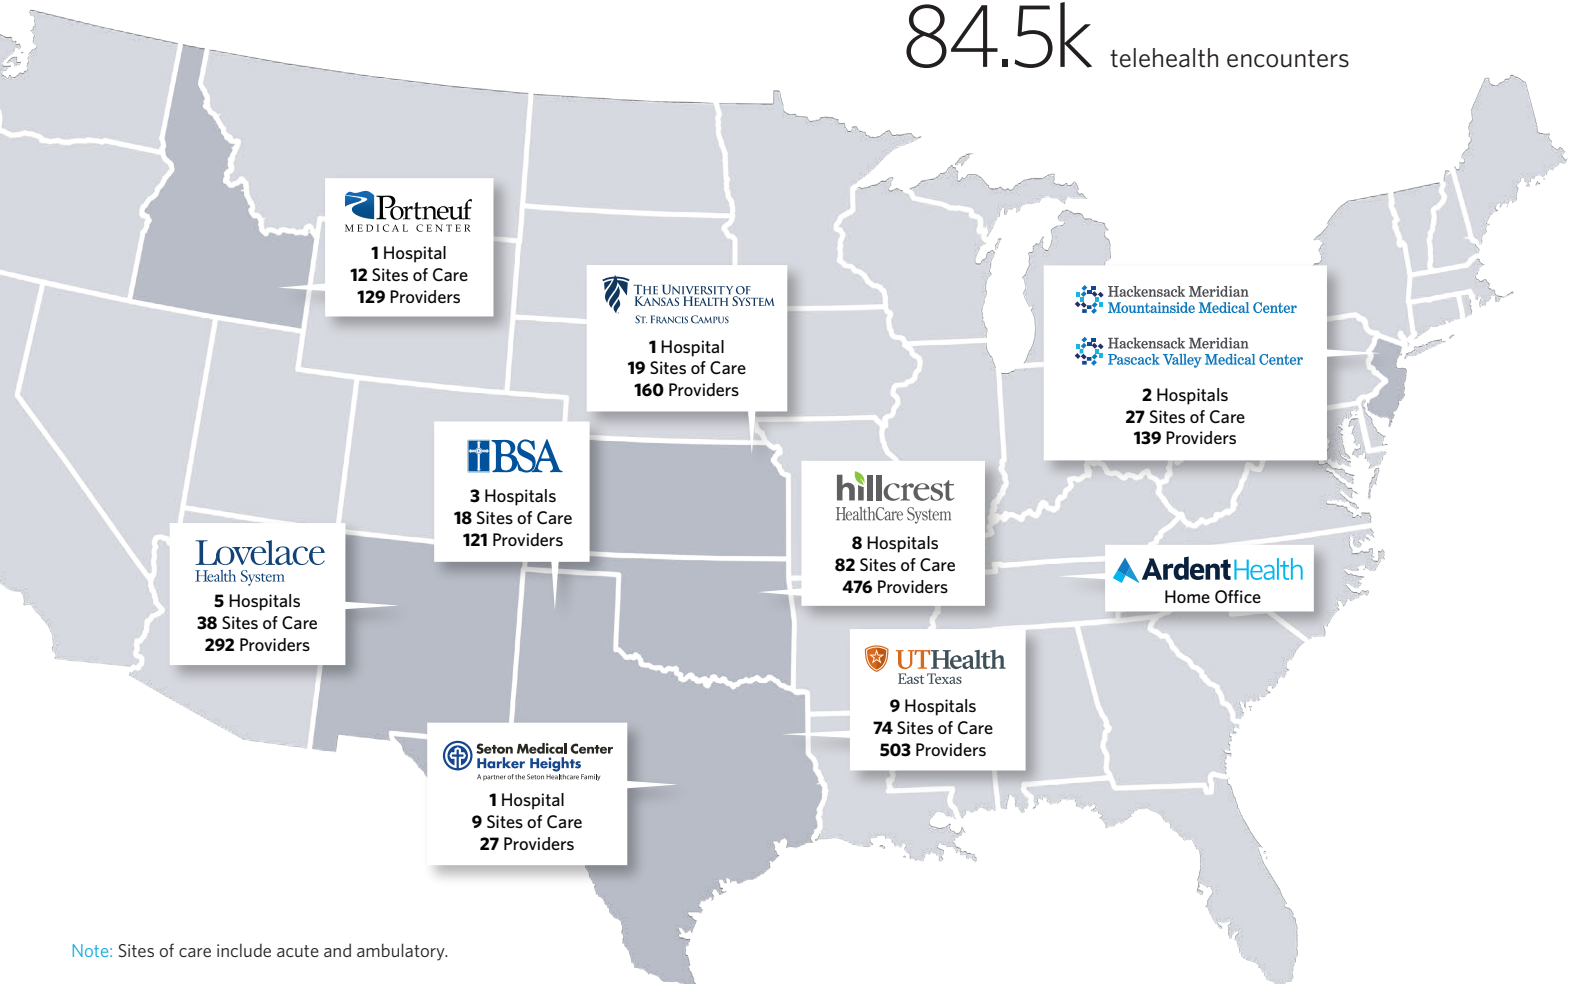 84.5k telehealth encounters
Portneuf
MEDICAL CENTER
1 Hospital
12 Sites of Care
129 Providers
THE UNIVERSITY OF
KANSAS HEALTH SYSTEM
ST. FRANCIS CAMPUS
1 Hospital
19 Sites of Care
160 Providers
Hackensack Meridian
Mountainside Medical Center
Hackensack Meridian
Pascack Valley Medical Center
2 Hospitals
27 Sites of Care
139 Providers
BSA
3 Hospitals
18 Sites of Care
121 Providers
hillcrest
HealthCare System
8 Hospitals
82 Sites of Care
476 Providers
Lovelace
Health System
5 Hospitals
38 Sites of Care
292 Providers
ArdentHealth
Home Office
UTHealth
East Texas
9 Hospitals
74 Sites of Care
503 Providers
Seton Medical Center
Harker Heights
A partner of the Seton Healthcare Family
1 Hospital
9 Sites of Care
27 Providers
Note: Sites of care include acute and ambulatory.